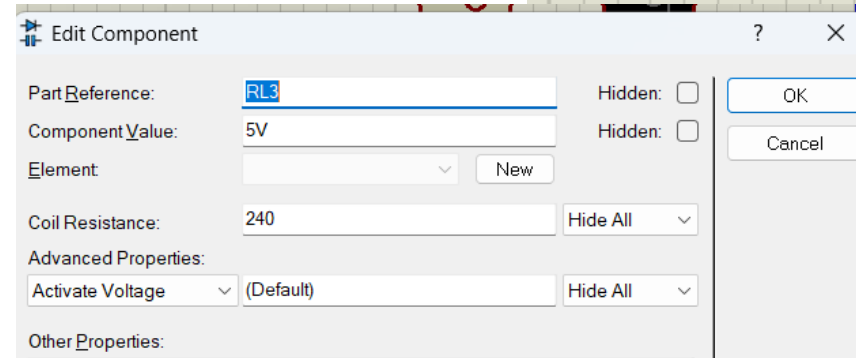 Edit Component ?
Part Reference: RL3 Hidden: OK
Component Value: 5V Hidden: Cancel
Element: New
Coil Resistance: 240 Hide All
Advanced Properties:
Activate Voltage (Default) Hide All
Other Properties: